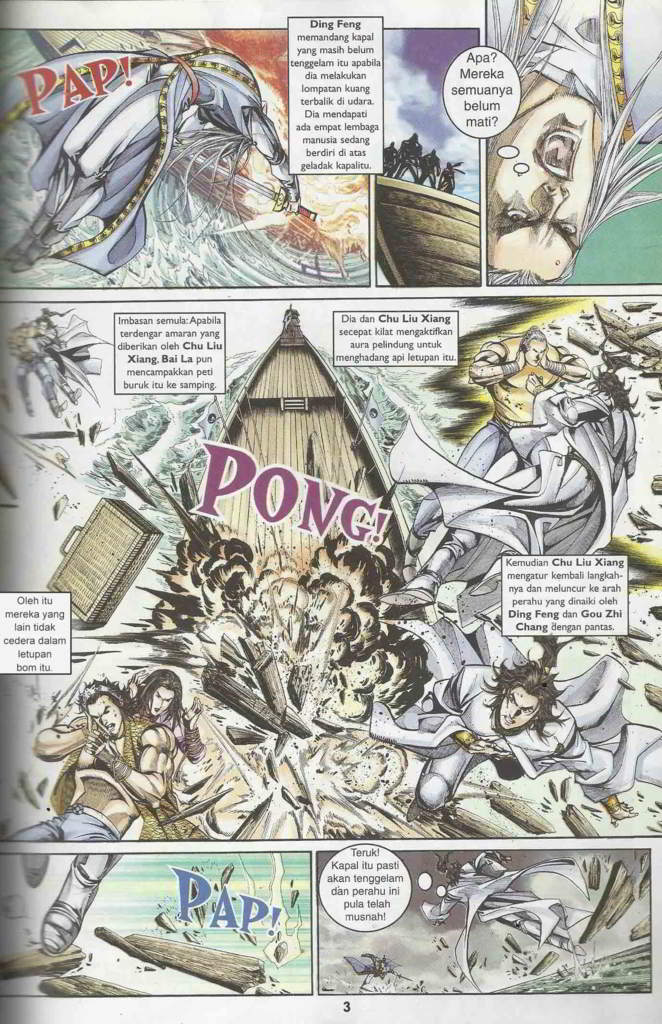 PAP!
Ding Feng
memandang kapal
yang masih belum
tenggelam itu apabila
dia melakukan
lompatan kuang
terbalik di udara.
Dia mendapati
ada empat lembaga
manusia sedang
berdiri di atas
geladak kapalitu.
Apa?
Mereka
semuanya
belum
mati?
Imbasan semula: Apabila
terdengar amaran yang
diberikan oleh Chu Liu
Xiang, Bai La pun
mencampakkan peti
buruk itu ke samping.
Dia dan Chu Liu Xiang
secepat kilat mengaktifkan
aura pelindung untuk
menghadang api letupan itu.
PONG!
Kemudian Chu Liu Xiang
mengatur kembali langkah-
nya dan meluncur ke arah
perahu yang dinaiki oleh
Ding Feng dan Gou Zhi
Chang dengan pantas.
Oleh itu
mereka yang
lain tidak
cedera dalam
letupan
bom itu.
PAP!
Teruk!
Kapal itu pasti
akan tenggelam
dan perahu ini
pula telah
musnah!
3